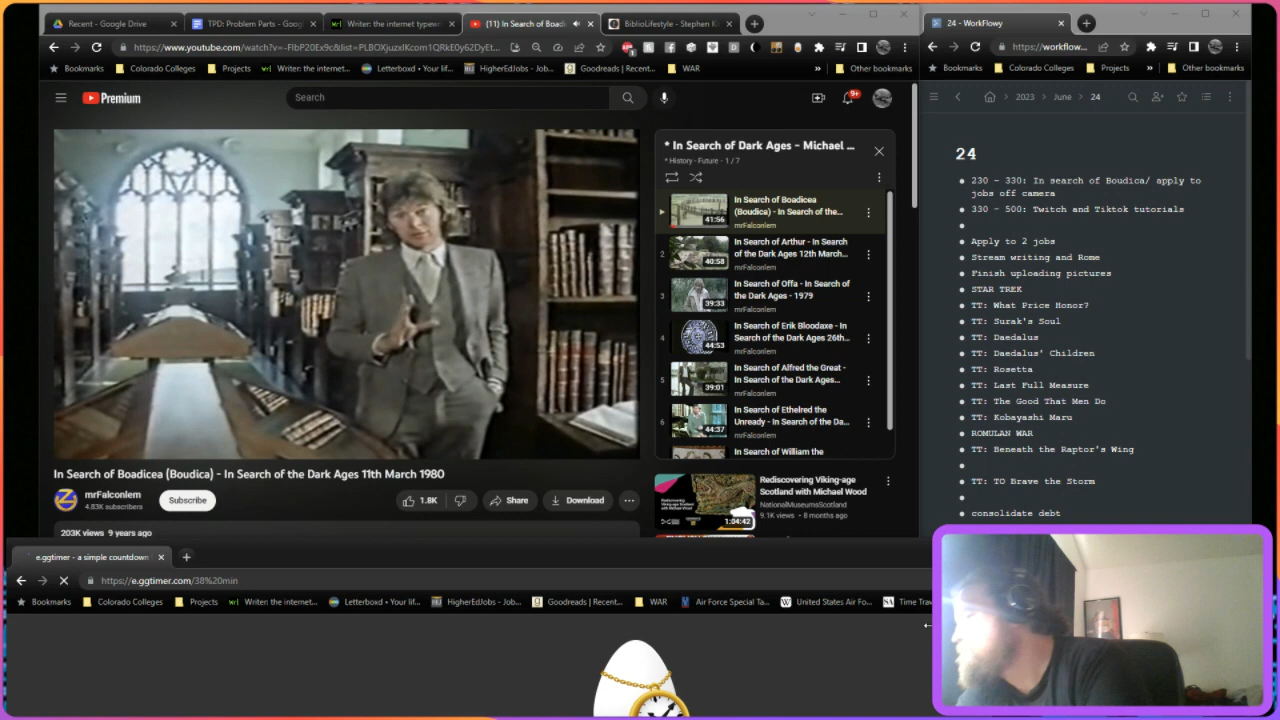 Recent - Google Drive
TPD: Problem Parts - Goog
Writer: the internet typewr
(11) In Search of Boad
BiblioLifestyle - Stephen K
24 - WorkFlowy
https://www.youtube.com/watch?v=-FIbP20Ex9c&list=PLBOXjuzxIKcom1QRkE0y62DyEt...
https://workflow...
Bookmarks
Colorado Colleges
Projects
Writer: the internet...
Letterboxd • Your lif...
HigherEdJobs - Job...
Goodreads | Recent...
WAR
»
Other bookmarks
Bookmarks
Colorado Colleges
Projects
»
Other bookmarks
Premium
Search
9+
2023 > June > 24
* In Search of Dark Ages - Michael ...
* History - Future - 1 / 7
In Search of Boadicea
(Boudica) - In Search of the...
mrFalconlem
41:56
2
In Search of Arthur - In Search
of the Dark Ages 12th March...
mrFalconlem
40:58
3
In Search of Offa - In Search of
the Dark Ages - 1979
mrFalconlem
39:33
4
In Search of Erik Bloodaxe - In
Search of the Dark Ages 26th...
mrFalconlem
44:53
5
In Search of Alfred the Great -
In Search of the Dark Ages...
mrFalconlem
39:01
6
In Search of Ethelred the
Unready - In Search of the Da...
mrFalconlem
44:37
In Search of William the
In Search of Boadicea (Boudica) - In Search of the Dark Ages 11th March 1980
mrFalconlem
4.83K subscribers
Subscribe
1.8K
Share
Download
203K views 9 years ago
Rediscovering Viking-age
Scotland with Michael Wood
NationalMuseumsScotland
9.1K views • 8 months ago
1:04:42
24
230 - 330: In search of Boudica/ apply to
jobs off camera
330 - 500: Twitch and Tiktok tutorials
Apply to 2 jobs
Stream writing and Rome
Finish uploading pictures
STAR TREK
TT: What Price Honor?
TT: Surak's Soul
TT: Daedalus
TT: Daedalus' Children
TT: Rosetta
TT: Last Full Measure
TT: The Good That Men Do
TT: Kobayashi Maru
ROMULAN WAR
TT: Beneath the Raptor's Wing
TT: TO Brave the Storm
consolidate debt
e.ggtimer - a simple countdown
https://e.ggtimer.com/38%20min
Bookmarks
Colorado Colleges
Projects
Writer: the internet...
Letterboxd • Your lif...
HigherEdJobs - Job...
Goodreads | Recent...
WAR
Air Force Special Ta...
United States Air Fo...
Time Trav